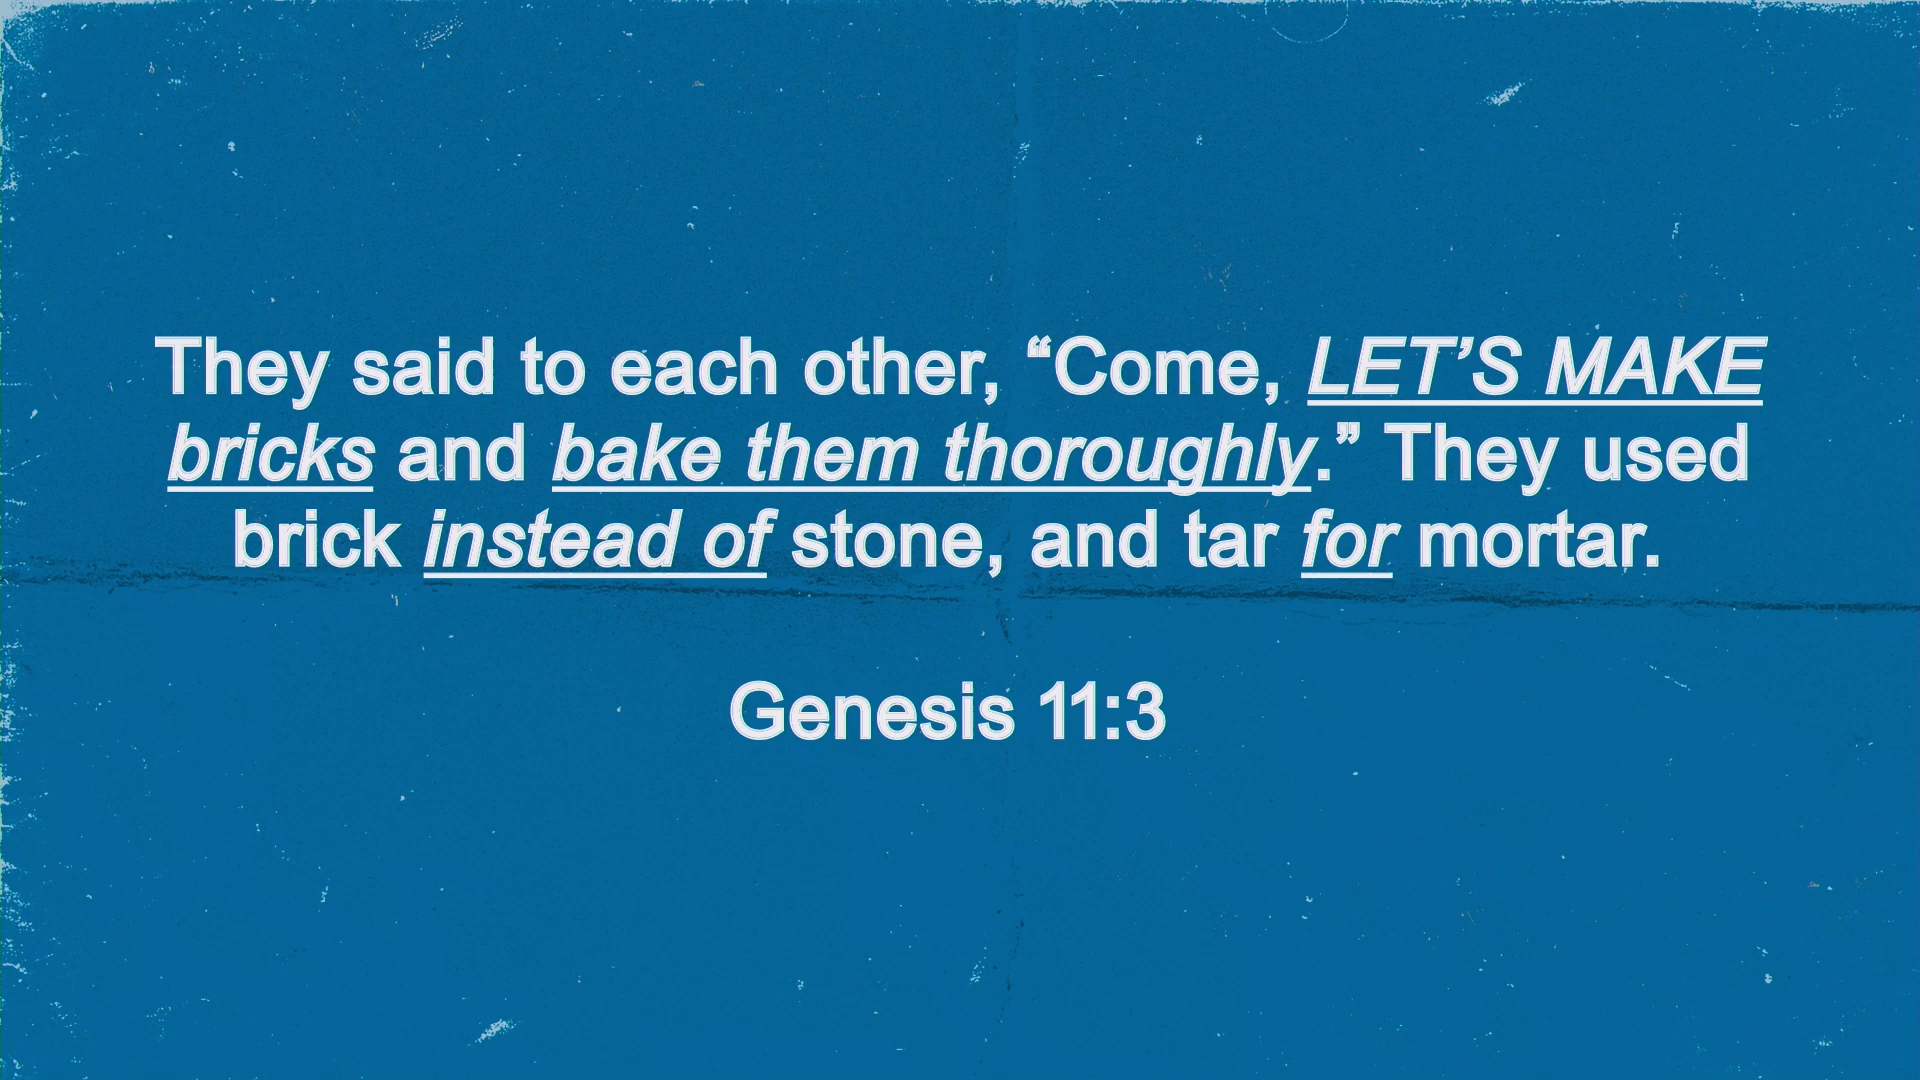 They said to each other, “Come, LET’S MAKE
bricks and bake them thoroughly.” They used
brick instead of stone, and tar for mortar.
Genesis 11:3